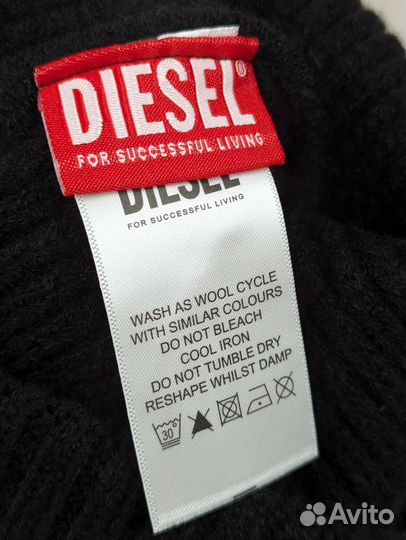 DIESEL®
FOR SUCCESSFUL LIVING
DIESEL
FOR SUCCESSFUL LIVING
WASH AS WOOL CYCLE
WITH SIMILAR COLOURS
DO NOT BLEACH
COOL IRON
DO NOT TUMBLE DRY
RESHAPE WHILST DAMP
30°
Avito